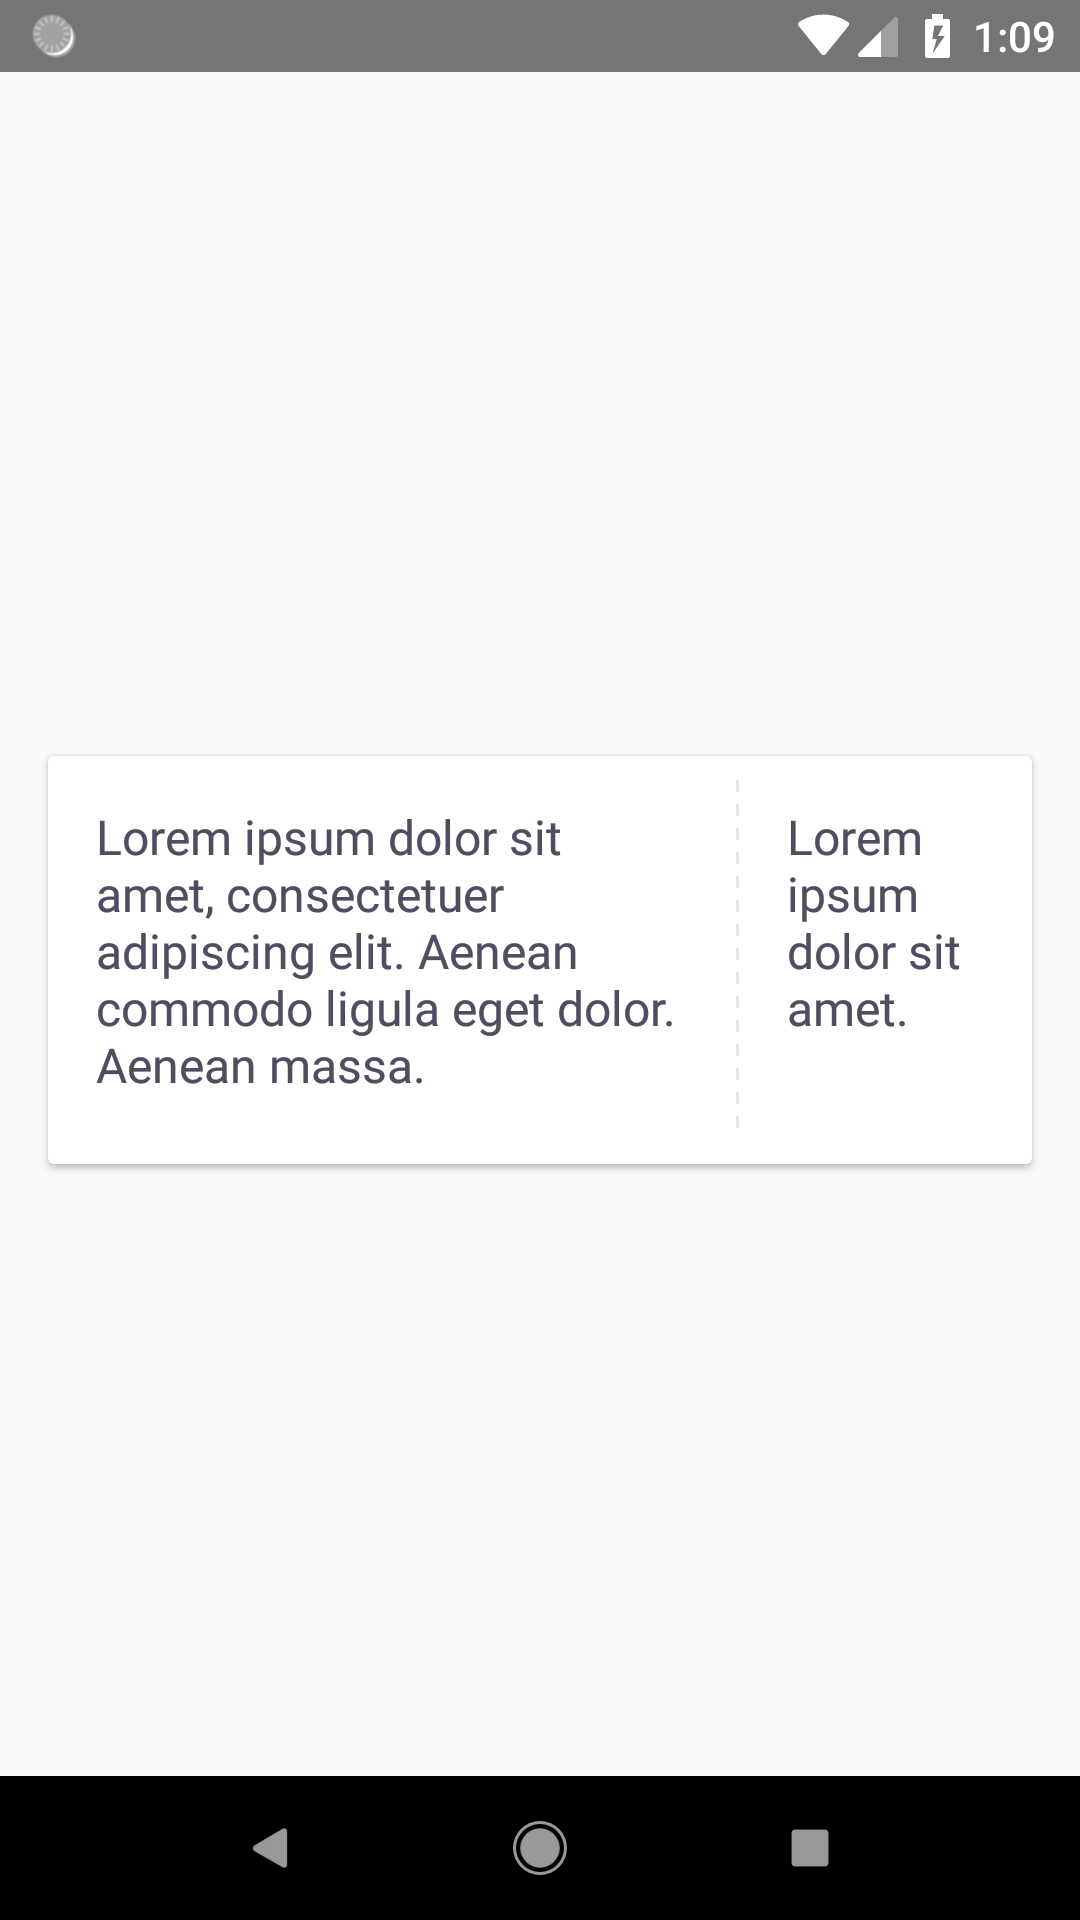 1:09
Lorem ipsum dolor sit
amet, consectetuer
adipiscing elit. Aenean
commodo ligula eget dolor.
Aenean massa.
Lorem
ipsum
dolor sit
amet.